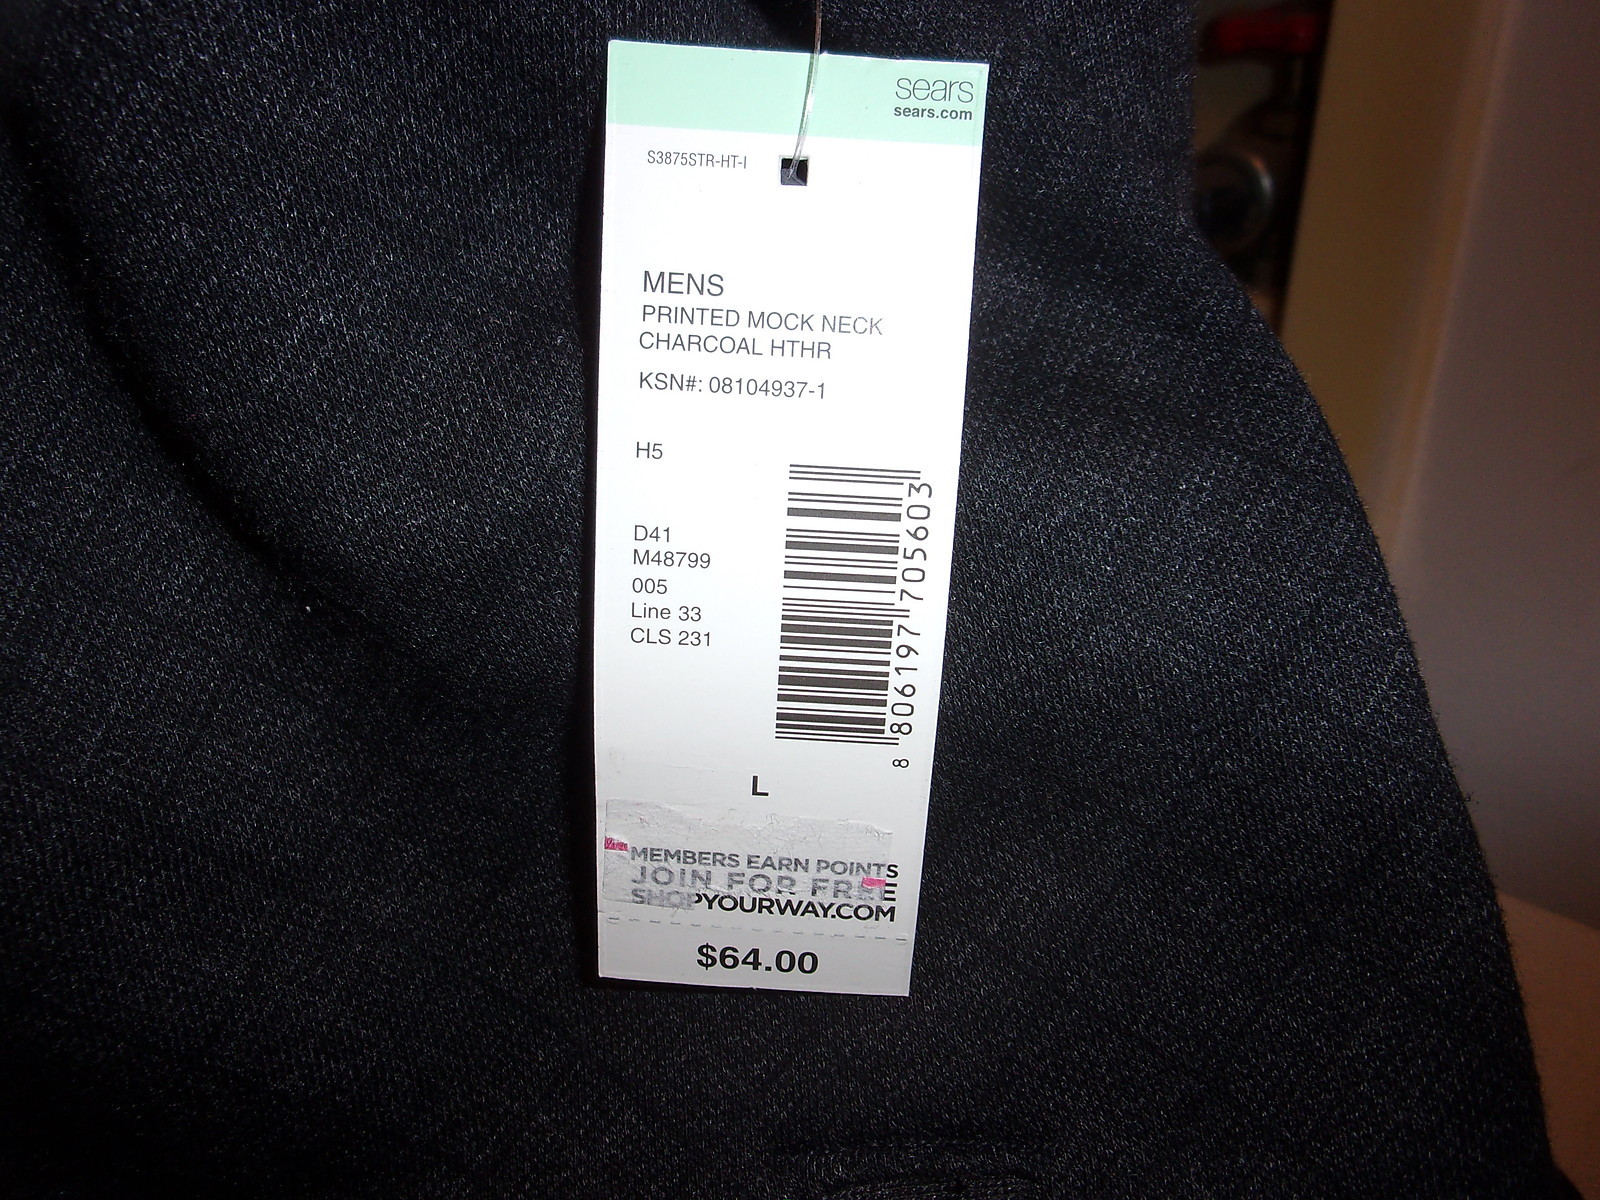 sears
sears.com
S3875STR-HT-I
MENS
PRINTED MOCK NECK
CHARCOAL HTHR
KSN#: 08104937-1
H5
D41
M48799
005
Line 33
CLS 231
8 806197 705603
L
MEMBERS EARN POINTS
JOIN FOR FREE
SHOPYOURWAY.COM
$64.00